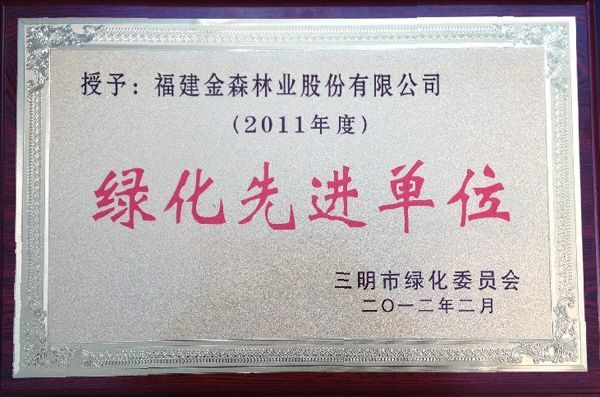 授予：福建金森林业股份有限公司
（2011年度）
绿化先进单位
三明市绿化委员会
二〇一二年二月